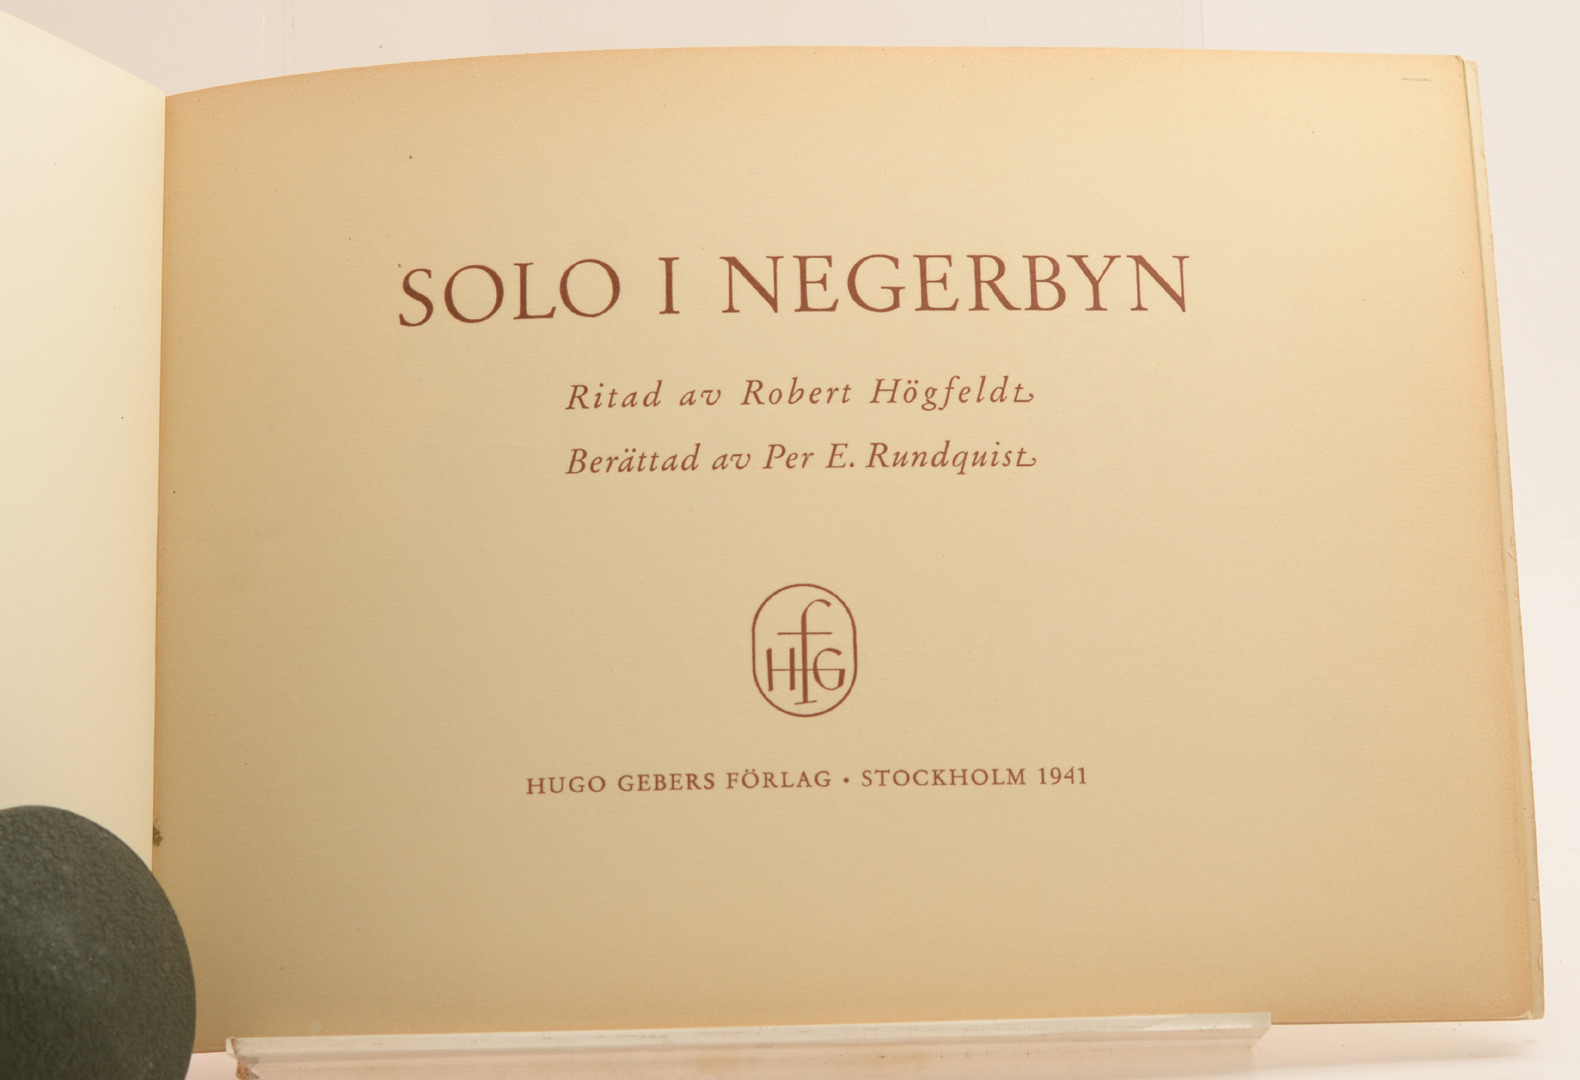 SOLO I NEGERBYN
Ritad av Robert Högfeldt
Berättad av Per E. Rundquist
HfG
HUGO GEBERS FÖRLAG · STOCKHOLM 1941